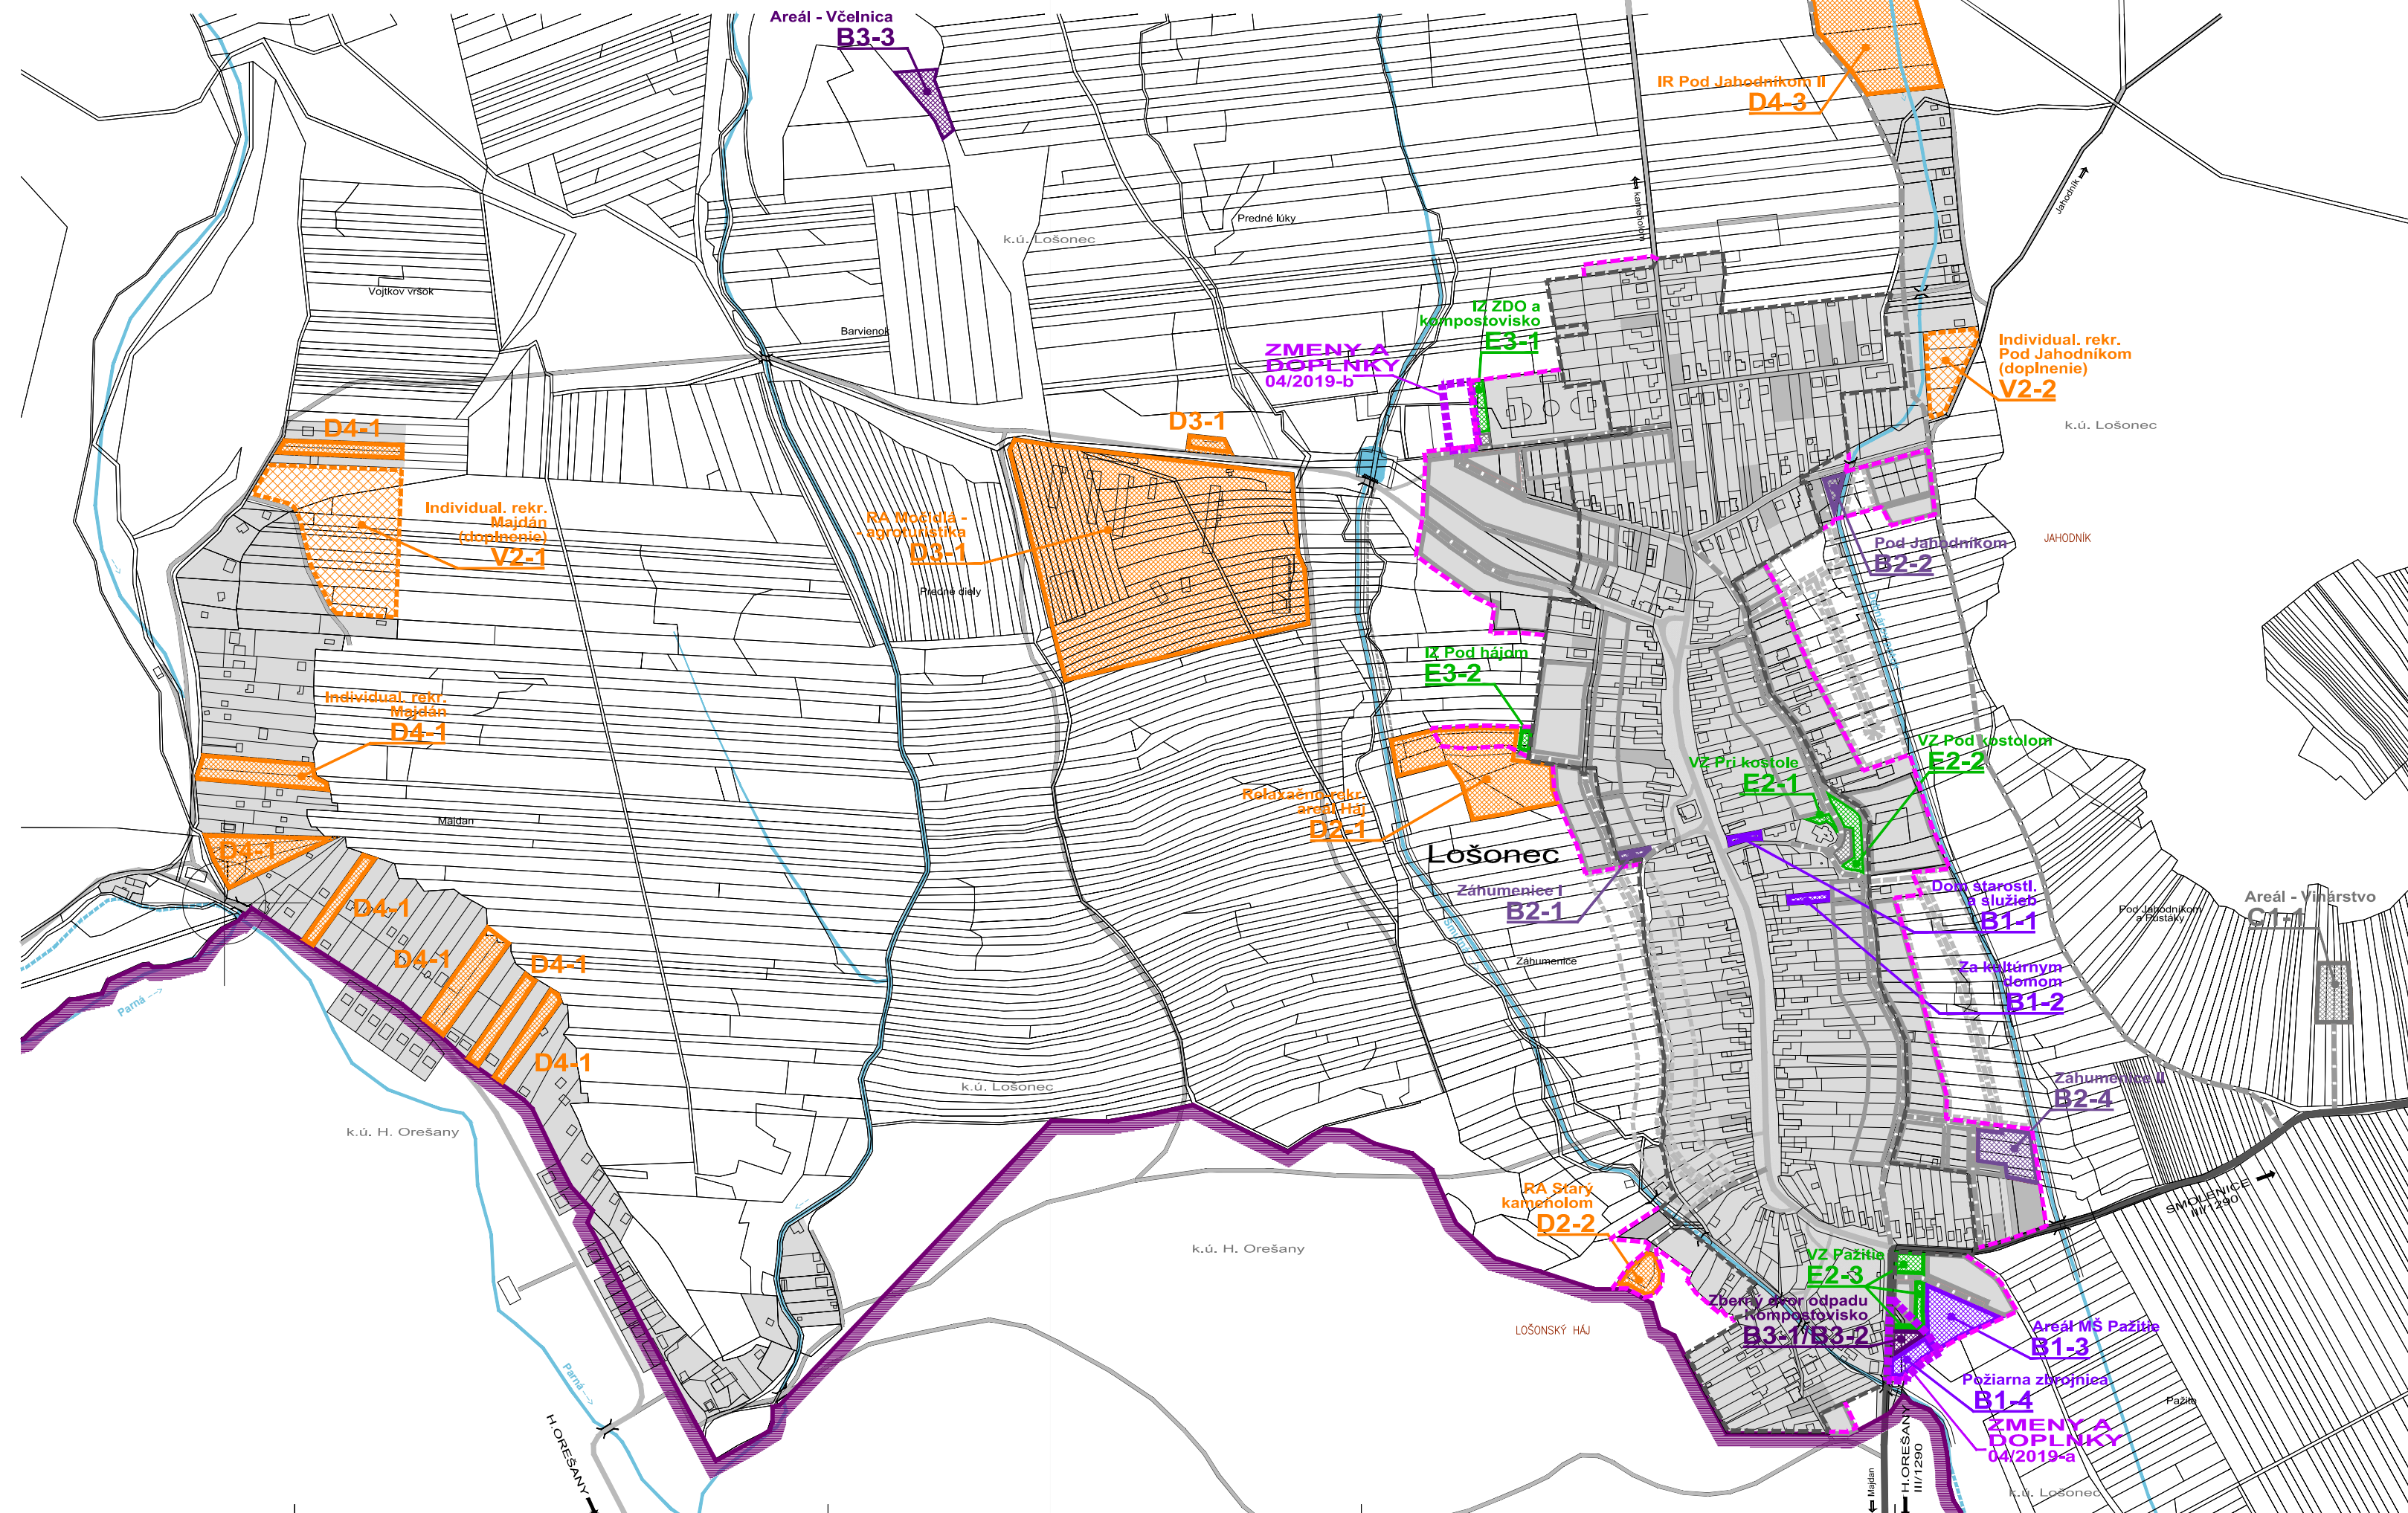 Areál - Včelnica
B3-3
IR Pod Jahodníkom II
D4-3
Jahodník
kameňolom
Predné lúky
k.ú. Lošonec
Vojtkov vŕšok
Barvienok
IZ ZDO a
kompostovisko
E3-1
ZMENY A
DOPLNKY
04/2019-b
Individual. rekr.
Pod Jahodníkom
(doplnenie)
V2-2
k.ú. Lošonec
D4-1
D3-1
Individual. rekr.
Majdán
(doplnenie)
V2-1
RA Močidlá -
- agroturistika
D3-1
Predné diely
Pod Jahodníkom
B2-2
JAHODNÍK
IZ Pod hájom
E3-2
Individual. rekr.
Majdán
D4-1
VZ Pod kostolom
E2-2
VZ Pri kostole
E2-1
Relaxačno-rekr.
areál Háj
D2-1
Majdan
D4-1
Lošonec
Záhumenice I
B2-1
Dom starostl.
a služieb
B1-1
Areál - Vinárstvo
C1-1
Pod Jahodníkom
a Pustáky
D4-1
D4-1
D4-1
Záhumenice
Za kultúrnym
domom
B1-2
Parná --->
D4-1
k.ú. Lošonec
Záhumenice II
B2-4
k.ú. H. Orešany
SMOLENICE
III/1290
RA Starý
kameňolom
D2-2
k.ú. H. Orešany
VZ Pažitie
E2-3
Zberný dvor odpadu
Kompostovisko
B3-1/B3-2
LOŠONSKÝ HÁJ
Areál MŠ Pažitie
B1-3
Parná --->
Požiarna zbrojnica
B1-4
Pažite
ZMENY A
DOPLNKY
04/2019-a
H.OREŠANY
Majdan
H.OREŠANY
III/1290
k.ú. Lošonec